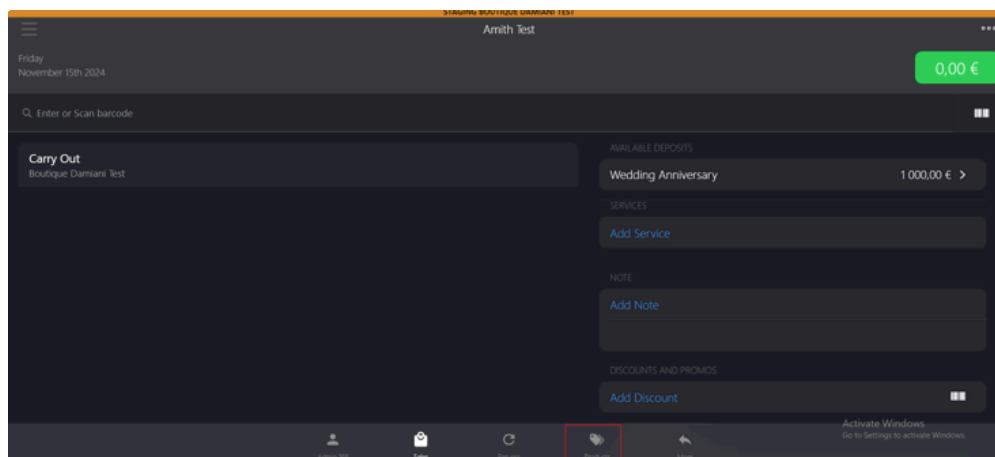 STAGING BOUTIQUE DAMIANI TEST
Amith Test
Friday
November 15th 2024
0,00 €
Enter or Scan barcode
Carry Out
Boutique Damiani Test
AVAILABLE DEPOSITS
Wedding Anniversary 1 000,00 €
SERVICES
Add Service
NOTE
Add Note
DISCOUNTS AND PROMOS
Add Discount
Activate Windows
Go to Settings to activate Windows.